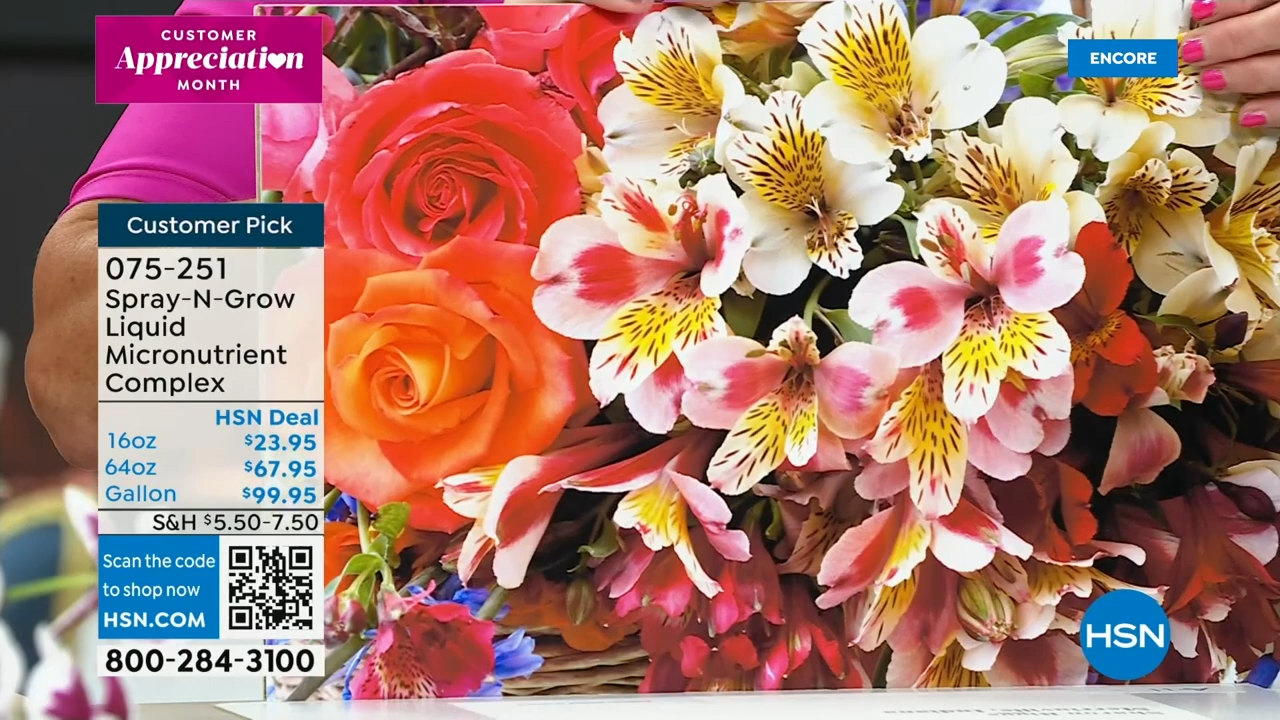 CUSTOMER
Appreciation
MONTH
ENCORE
Customer Pick
075-251
Spray-N-Grow
Liquid
Micronutrient
Complex
HSN Deal
16oz $23.95
64oz $67.95
Gallon $99.95
S&H $5.50-7.50
Scan the code
to shop now
HSN.COM
800-284-3100
HSN